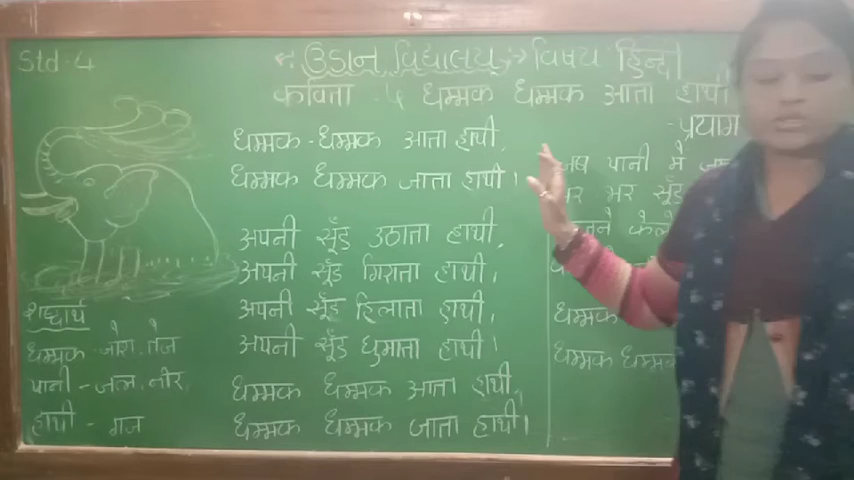 Std-4
उडान विद्यालय विषय हिन्दी
कविता - 4 धम्मक धम्मक आता हाथी
- प्रयाग
धम्मक - धम्मक आता हाथी,
धम्मक धम्मक जाता हाथी।
अपनी सूँड उठाता हाथी,
अपनी सूँड गिराता हाथी,
अपनी सूँड हिलाता हाथी,
अपनी सूँड घुमाता हाथी।
धम्मक धम्मक आता हाथी,
धम्मक धम्मक जाता हाथी।
जब पानी में
भर सूँड
धम्मक
धम्मक धम्मक
शब्दार्थ
धम्मक - जोरा, तेज
पानी - जल, नीर,
हाथी - गज